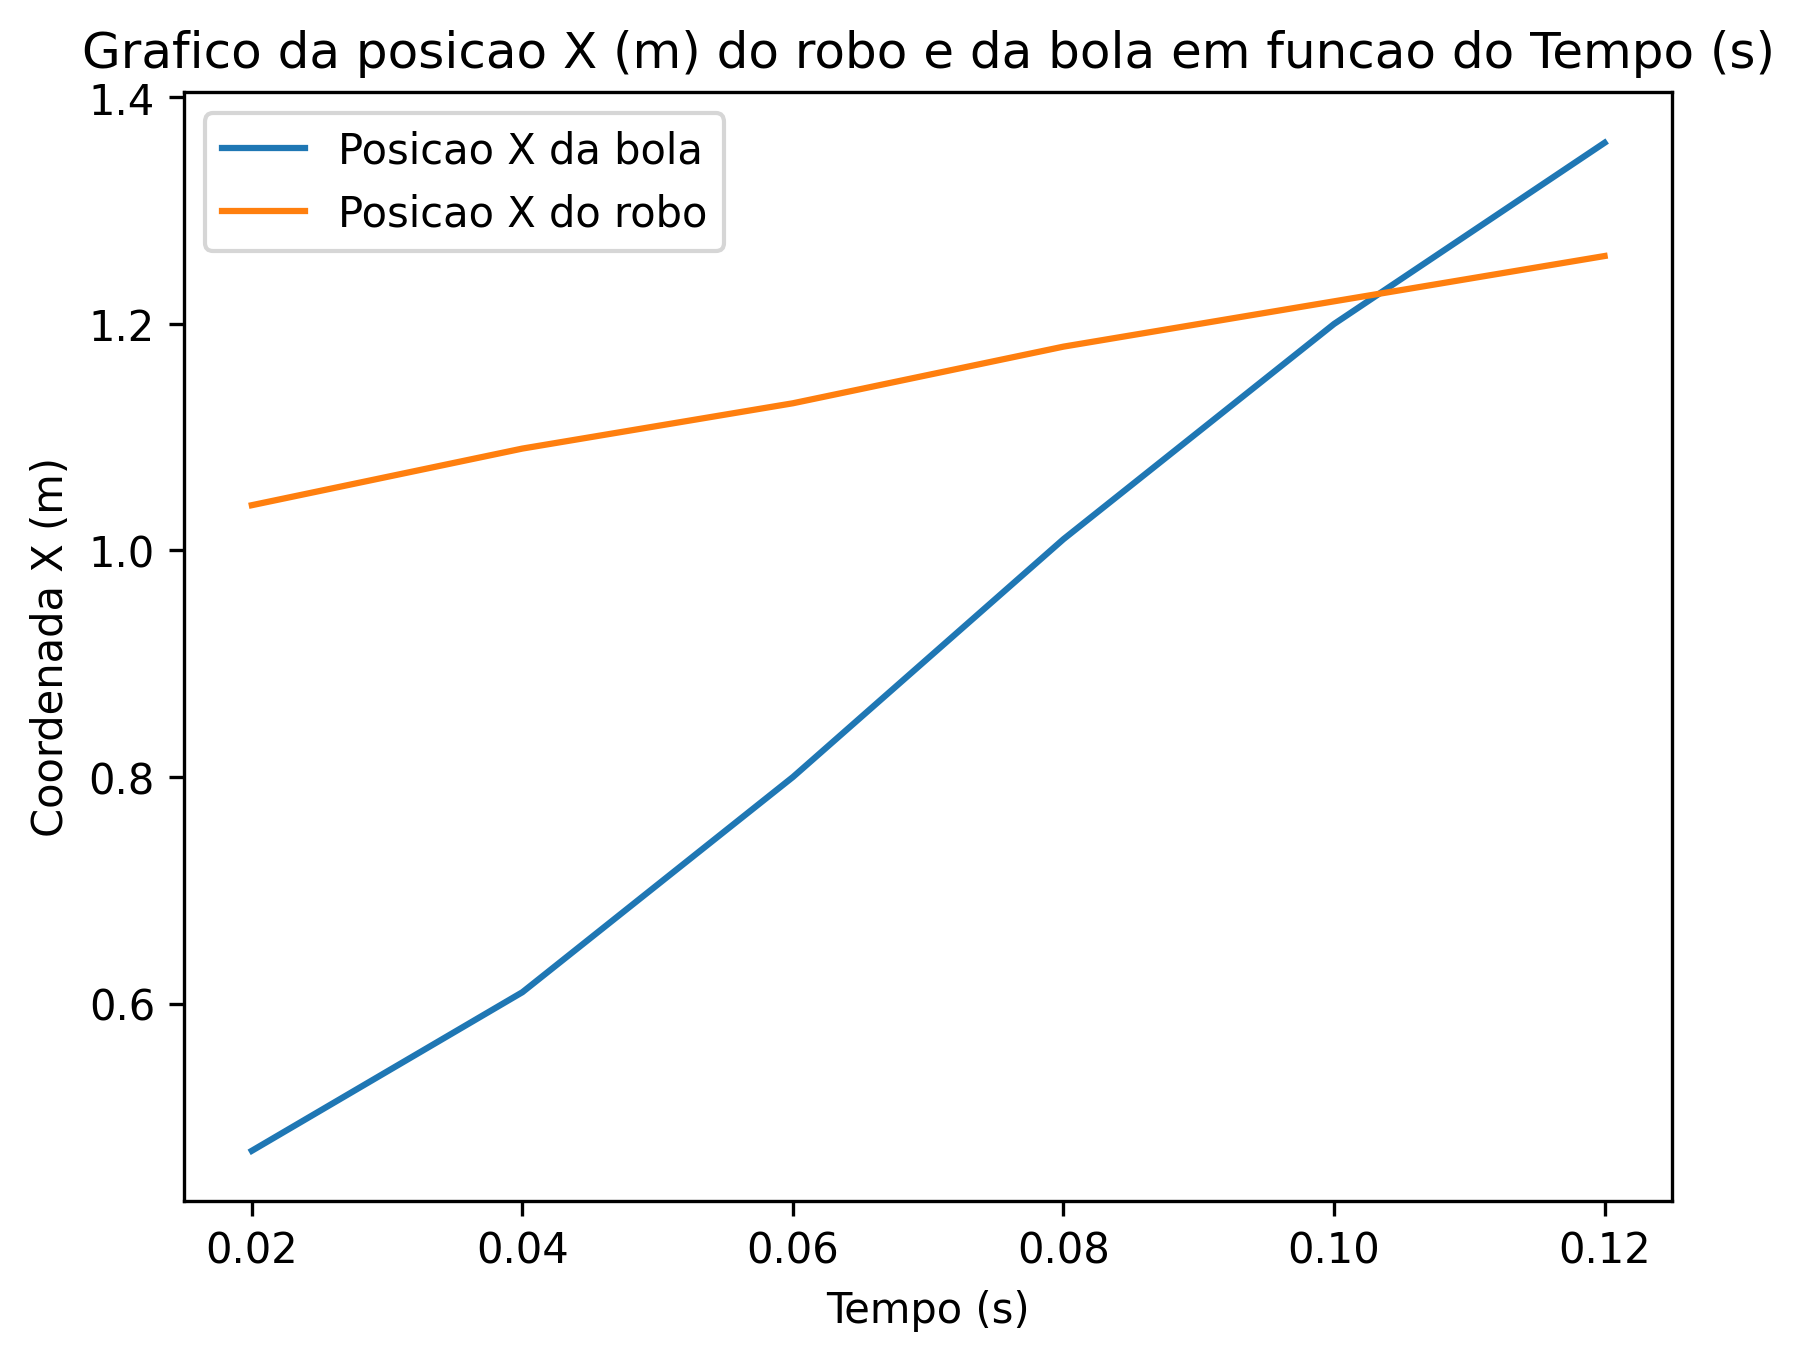 Grafico da posicao X (m) do robo e da bola em funcao do Tempo (s)
Posicao X da bola
Posicao X do robo
Coordenada X (m)
1.4
1.2
1.0
0.8
0.6
0.02 0.04 0.06 0.08 0.10 0.12
Tempo (s)